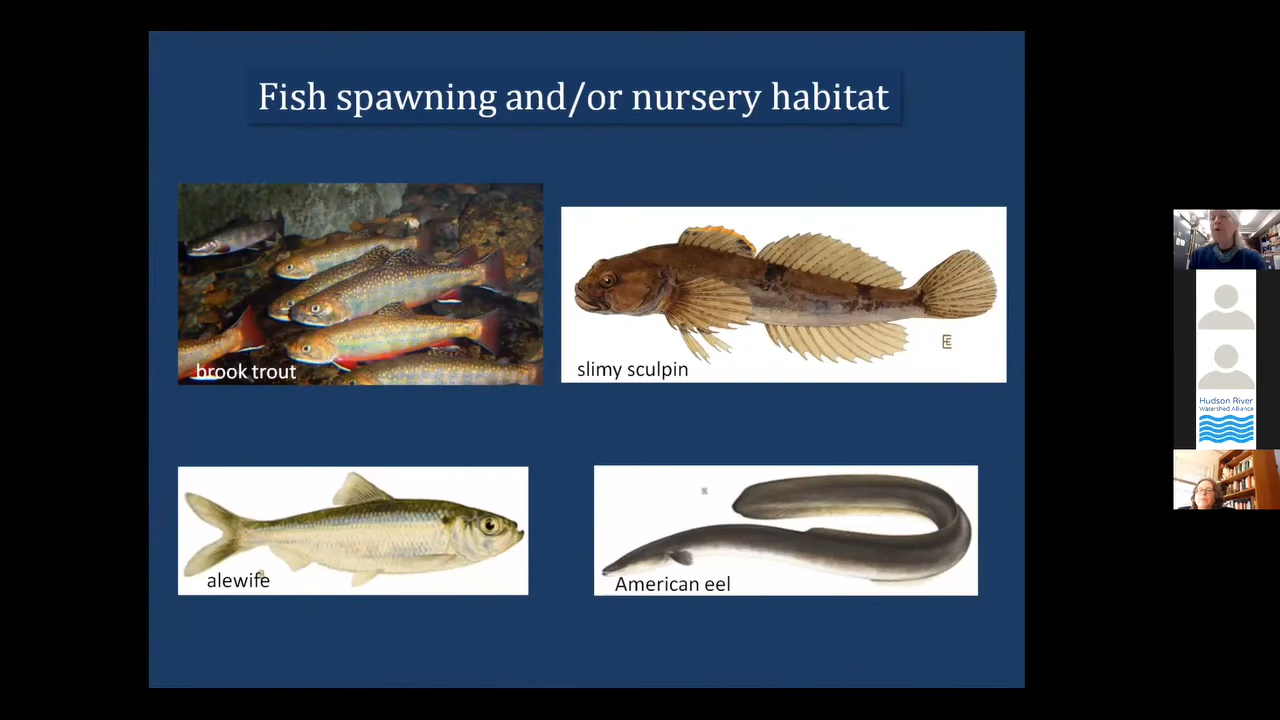 Fish spawning and/or nursery habitat
brook trout
slimy sculpin
alewife
American eel
Hudson River
Watershed Alliance